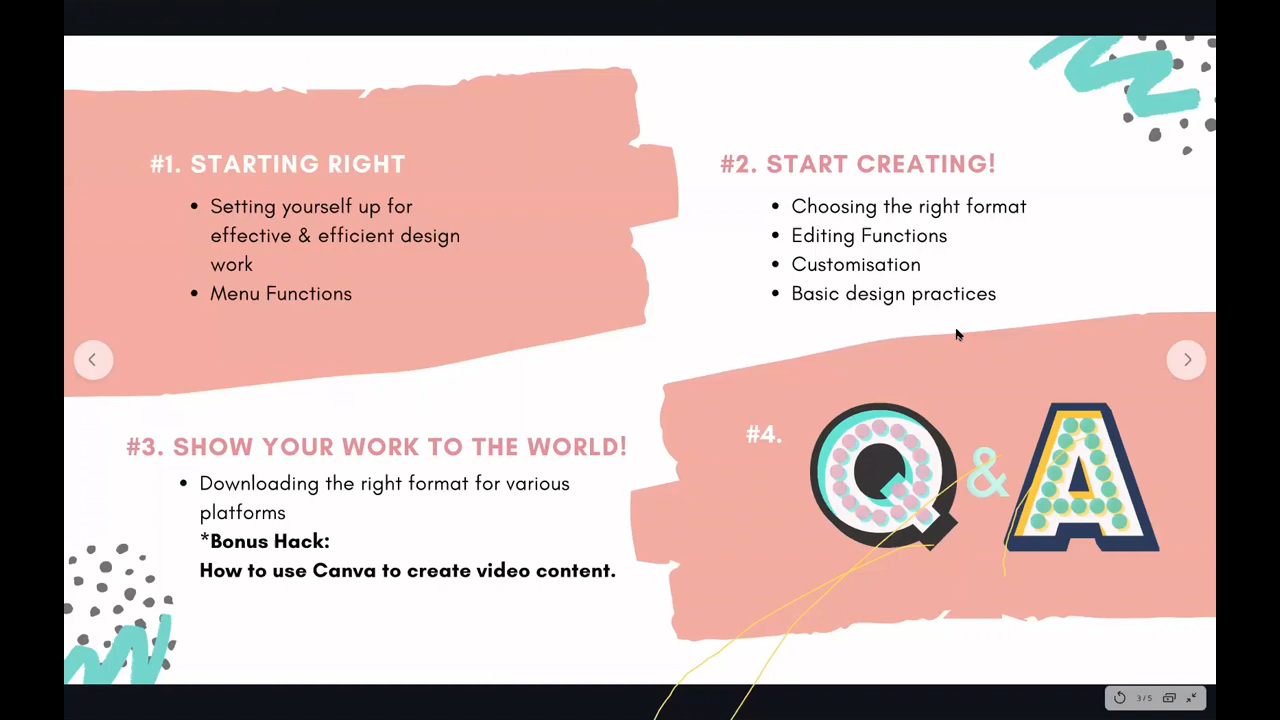 #1. STARTING RIGHT
• Setting yourself up for
effective & efficient design
work
• Menu Functions
#2. START CREATING!
• Choosing the right format
• Editing Functions
• Customisation
• Basic design practices
#3. SHOW YOUR WORK TO THE WORLD!
• Downloading the right format for various
platforms
*Bonus Hack:
How to use Canva to create video content.
#4.
Q & A
3/5